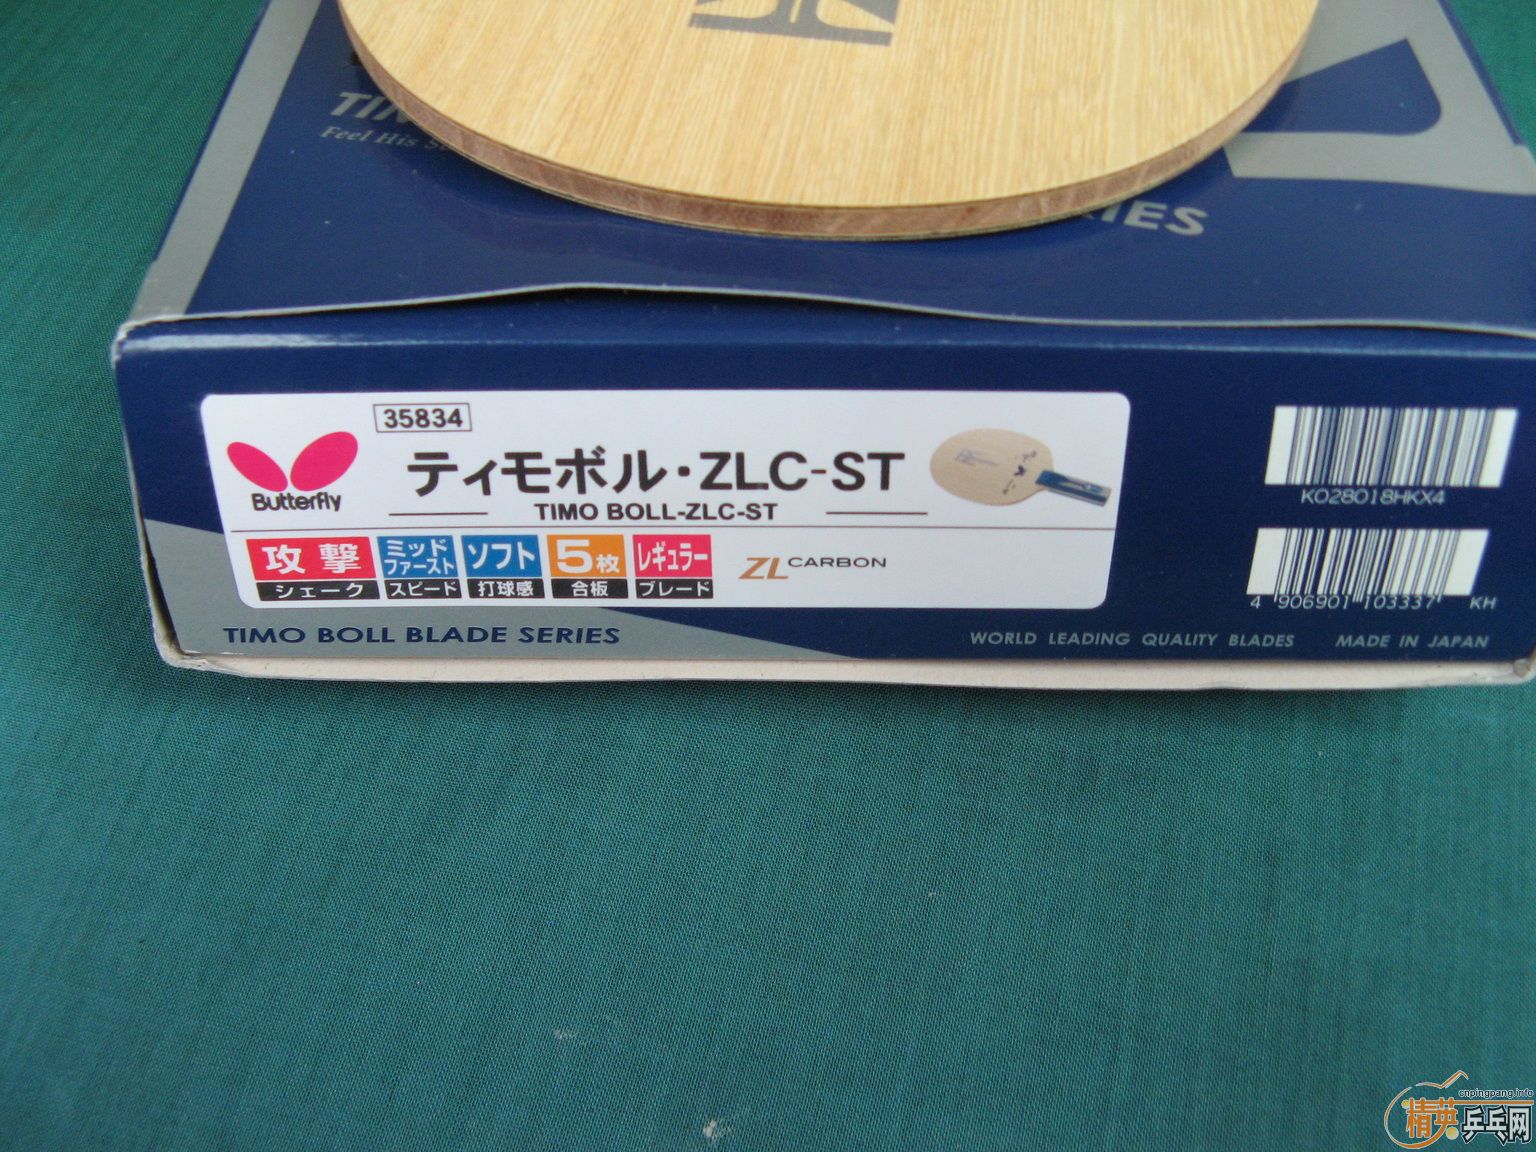 Feel His
IES
35834
Butterfly
ティモボル・ZLC-ST
TIMO BOLL-ZLC-ST
攻撃
シェーク
ミッド
ファースト
スピード
ソフト
打球感
5枚
合板
レギュラー
ブレード
ZL CARBON
K028018HKX4
4 906901 103337 KH
TIMO BOLL BLADE SERIES
WORLD LEADING QUALITY BLADES MADE IN JAPAN
cnpingpang.info
精英乒乓网